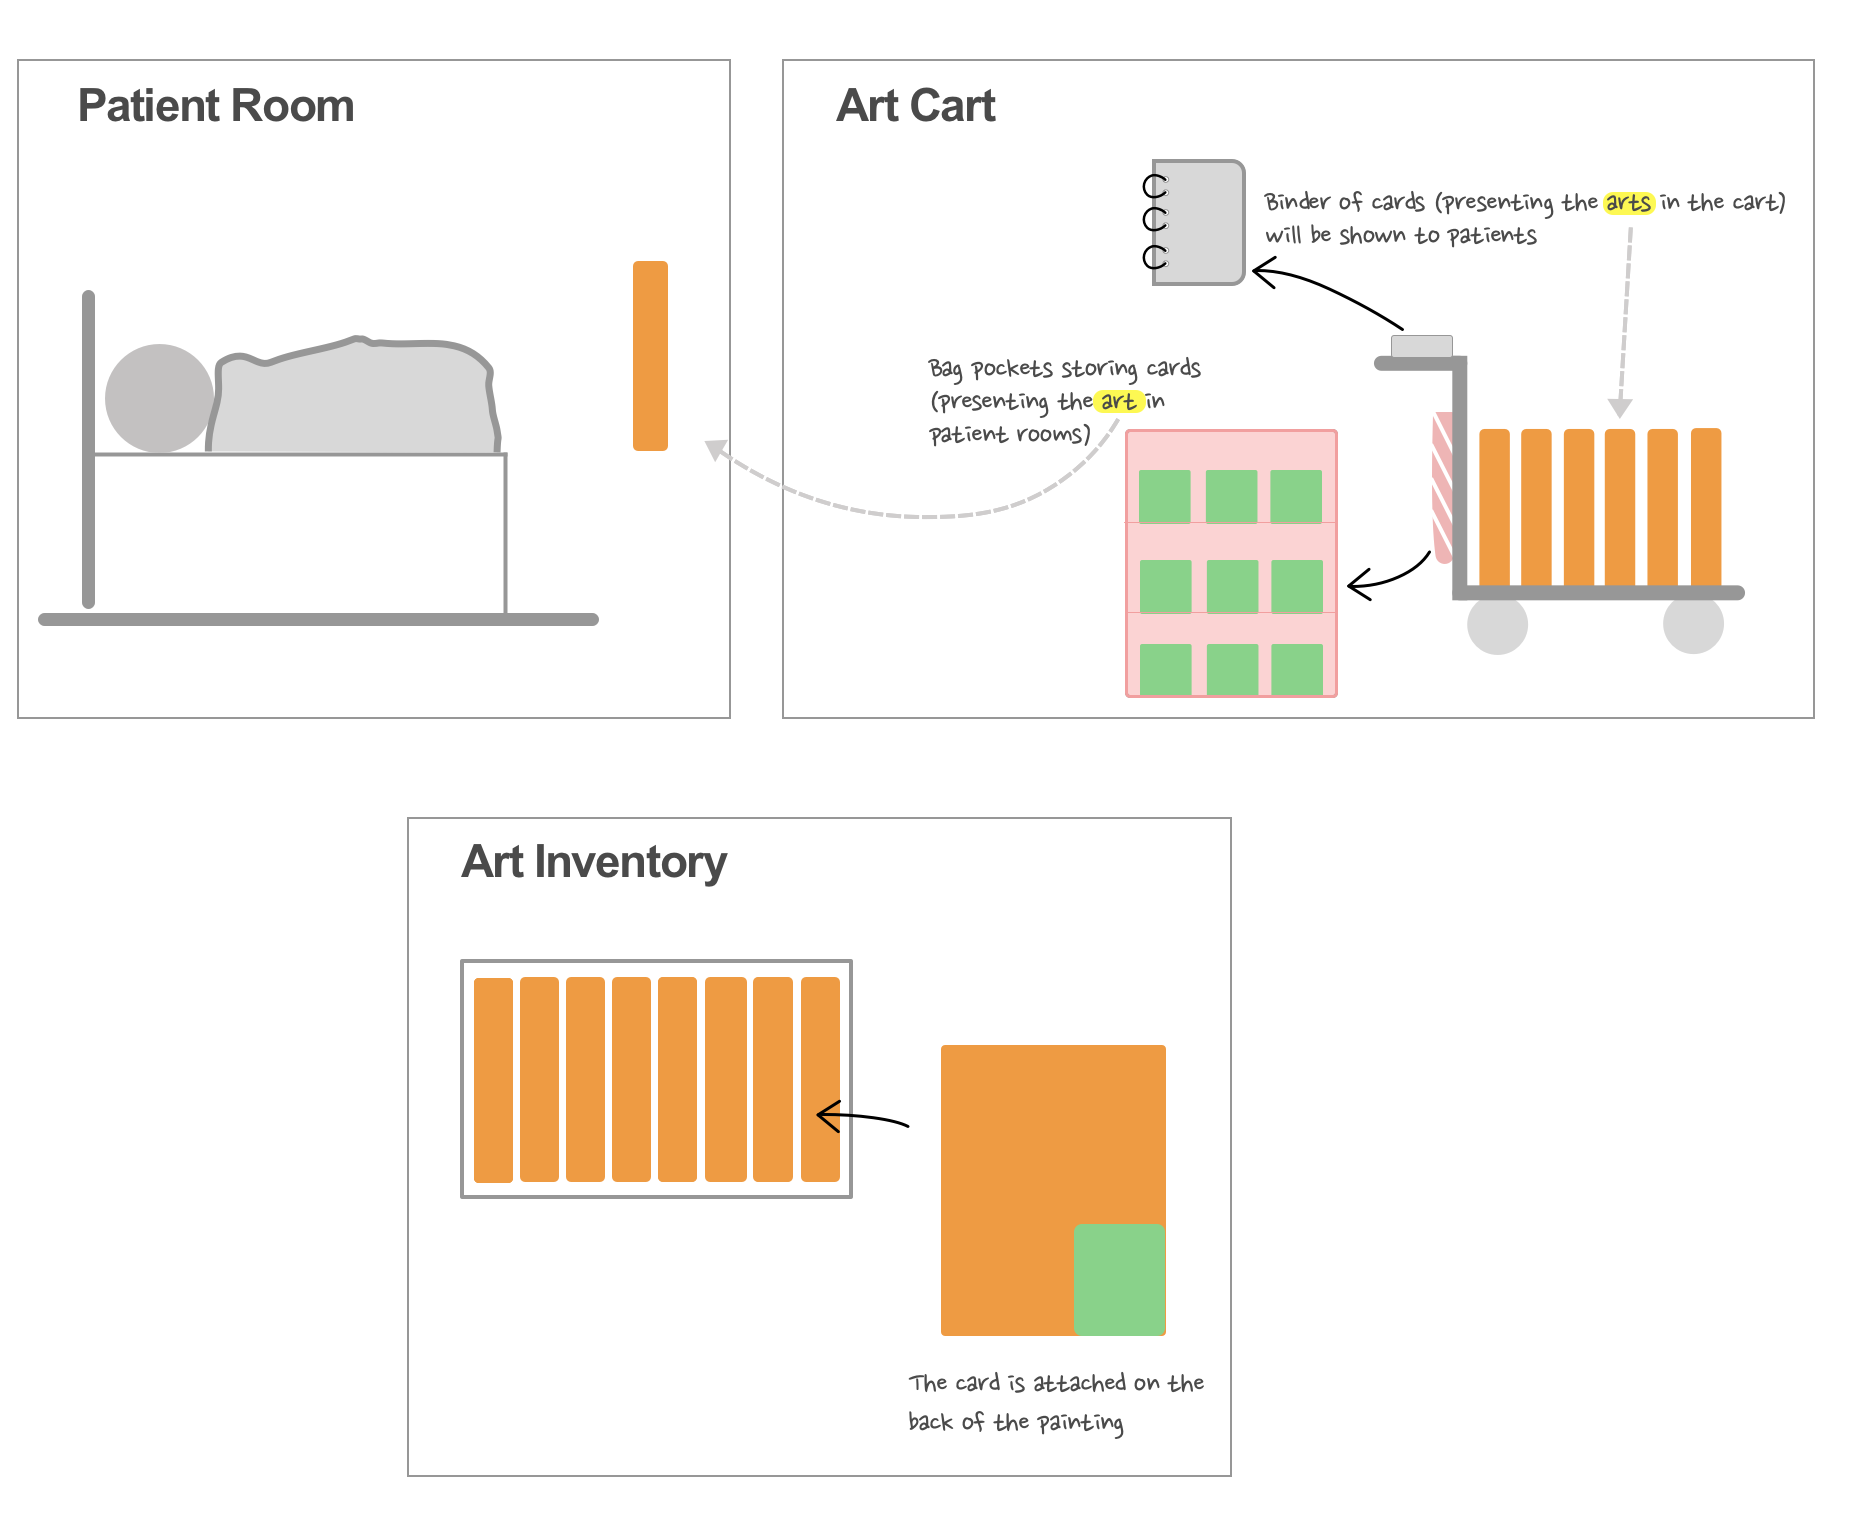 Patient Room
Art Cart
Binder of cards (presenting the arts in the cart)
will be shown to patients
Bag pockets storing cards
(presenting the art in
patient rooms)
Art Inventory
The card is attached on the
back of the painting